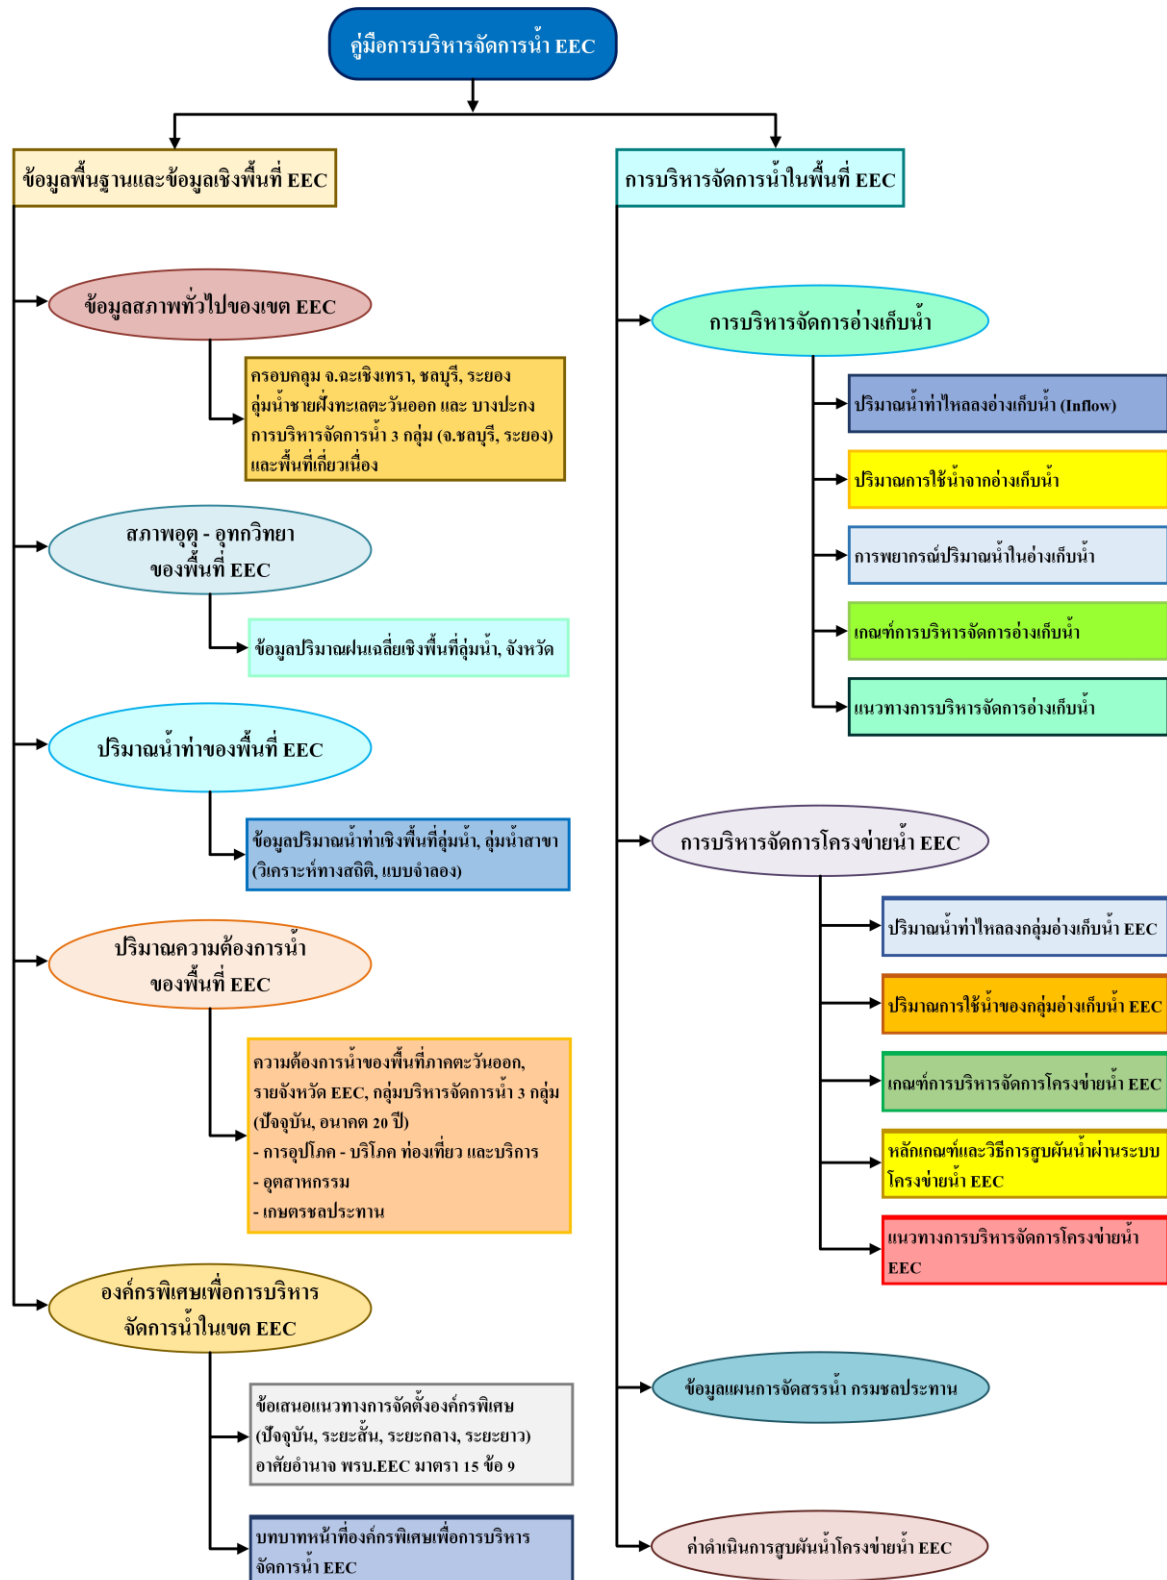 คู่มือการบริหารจัดการน้ำ EEC
ข้อมูลพื้นฐานและข้อมูลเชิงพื้นที่ EEC
ข้อมูลสภาพทั่วไปของเขต EEC
ครอบคลุม จ.ฉะเชิงเทรา, ชลบุรี, ระยอง
ลุ่มน้ำชายฝั่งทะเลตะวันออก และ บางปะกง
การบริหารจัดการน้ำ 3 กลุ่ม (จ.ชลบุรี, ระยอง)
และพื้นที่เกี่ยวเนื่อง
สภาพอุตุ - อุทกวิทยา
ของพื้นที่ EEC
ข้อมูลปริมาณฝนเฉลี่ยเชิงพื้นที่ลุ่มน้ำ, จังหวัด
ปริมาณน้ำท่าของพื้นที่ EEC
ข้อมูลปริมาณน้ำท่าเชิงพื้นที่ลุ่มน้ำ, ลุ่มน้ำสาขา
(วิเคราะห์ทางสถิติ, แบบจำลอง)
ปริมาณความต้องการน้ำ
ของพื้นที่ EEC
ความต้องการน้ำของพื้นที่ภาคตะวันออก,
รายจังหวัด EEC, กลุ่มบริหารจัดการน้ำ 3 กลุ่ม
(ปัจจุบัน, อนาคต 20 ปี)
- การอุปโภค - บริโภค ท่องเที่ยว และบริการ
- อุตสาหกรรม
- เกษตรชลประทาน
องค์กรพิเศษเพื่อการบริหาร
จัดการน้ำในเขต EEC
ข้อเสนอแนวทางการจัดตั้งองค์กรพิเศษ
(ปัจจุบัน, ระยะสั้น, ระยะกลาง, ระยะยาว)
อาศัยอำนาจ พรบ.EEC มาตรา 15 ข้อ 9
บทบาทหน้าที่องค์กรพิเศษเพื่อการบริหาร
จัดการน้ำ EEC
การบริหารจัดการน้ำในพื้นที่ EEC
การบริหารจัดการอ่างเก็บน้ำ
ปริมาณน้ำท่าไหลลงอ่างเก็บน้ำ (Inflow)
ปริมาณการใช้น้ำจากอ่างเก็บน้ำ
การพยากรณ์ปริมาณน้ำในอ่างเก็บน้ำ
เกณฑ์การบริหารจัดการอ่างเก็บน้ำ
แนวทางการบริหารจัดการอ่างเก็บน้ำ
การบริหารจัดการโครงข่ายน้ำ EEC
ปริมาณน้ำท่าไหลลงกลุ่มอ่างเก็บน้ำ EEC
ปริมาณการใช้น้ำของกลุ่มอ่างเก็บน้ำ EEC
เกณฑ์การบริหารจัดการโครงข่ายน้ำ EEC
หลักเกณฑ์และวิธีการสูบผันน้ำผ่านระบบ
โครงข่ายน้ำ EEC
แนวทางการบริหารจัดการโครงข่ายน้ำ
EEC
ข้อมูลแผนการจัดสรรน้ำ กรมชลประทาน
ค่าดำเนินการสูบผันน้ำโครงข่ายน้ำ EEC